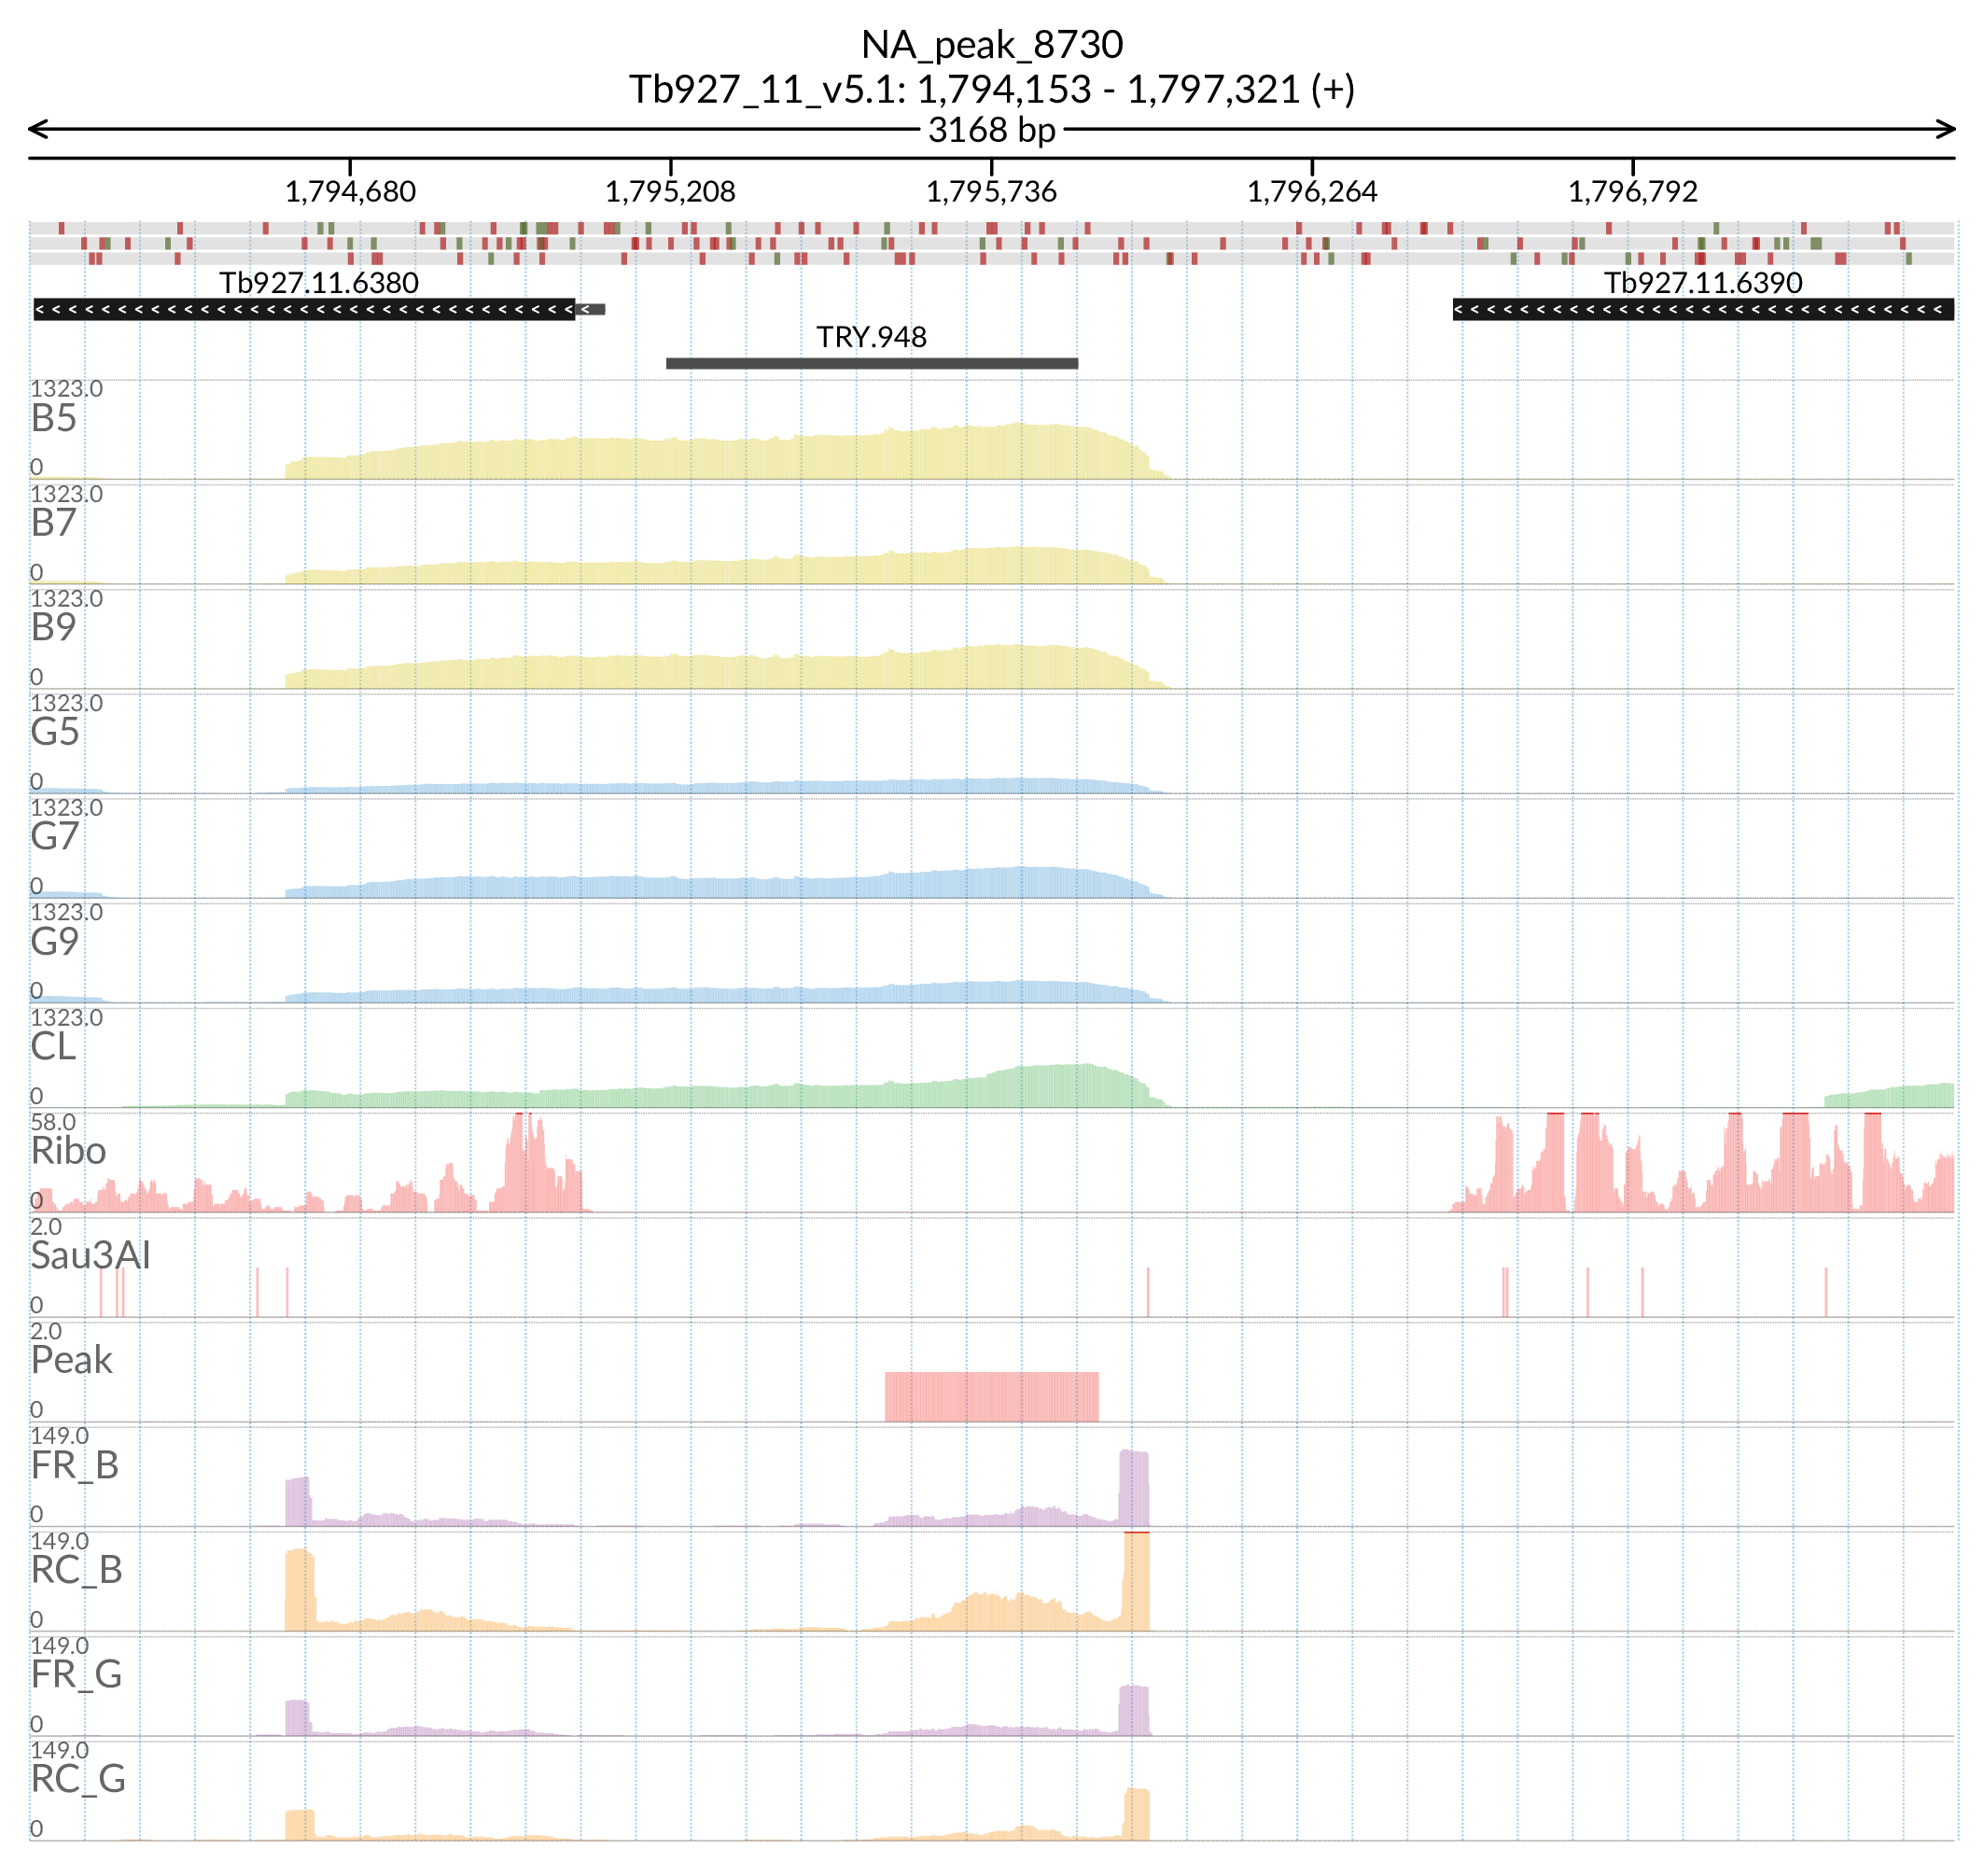 NA_peak_8730
Tb927_11_v5.1: 1,794,153 - 1,797,321 (+)
3168 bp
1,794,680 1,795,208 1,795,736 1,796,264 1,796,792
Tb927.11.6380 Tb927.11.6390
TRY.948
1323.0
B5
0
1323.0
B7
0
1323.0
B9
0
1323.0
G5
0
1323.0
G7
0
1323.0
G9
0
1323.0
CL
0
58.0
Ribo
0
2.0
Sau3AI
0
2.0
Peak
0
149.0
FR_B
0
149.0
RC_B
0
149.0
FR_G
0
149.0
RC_G
0